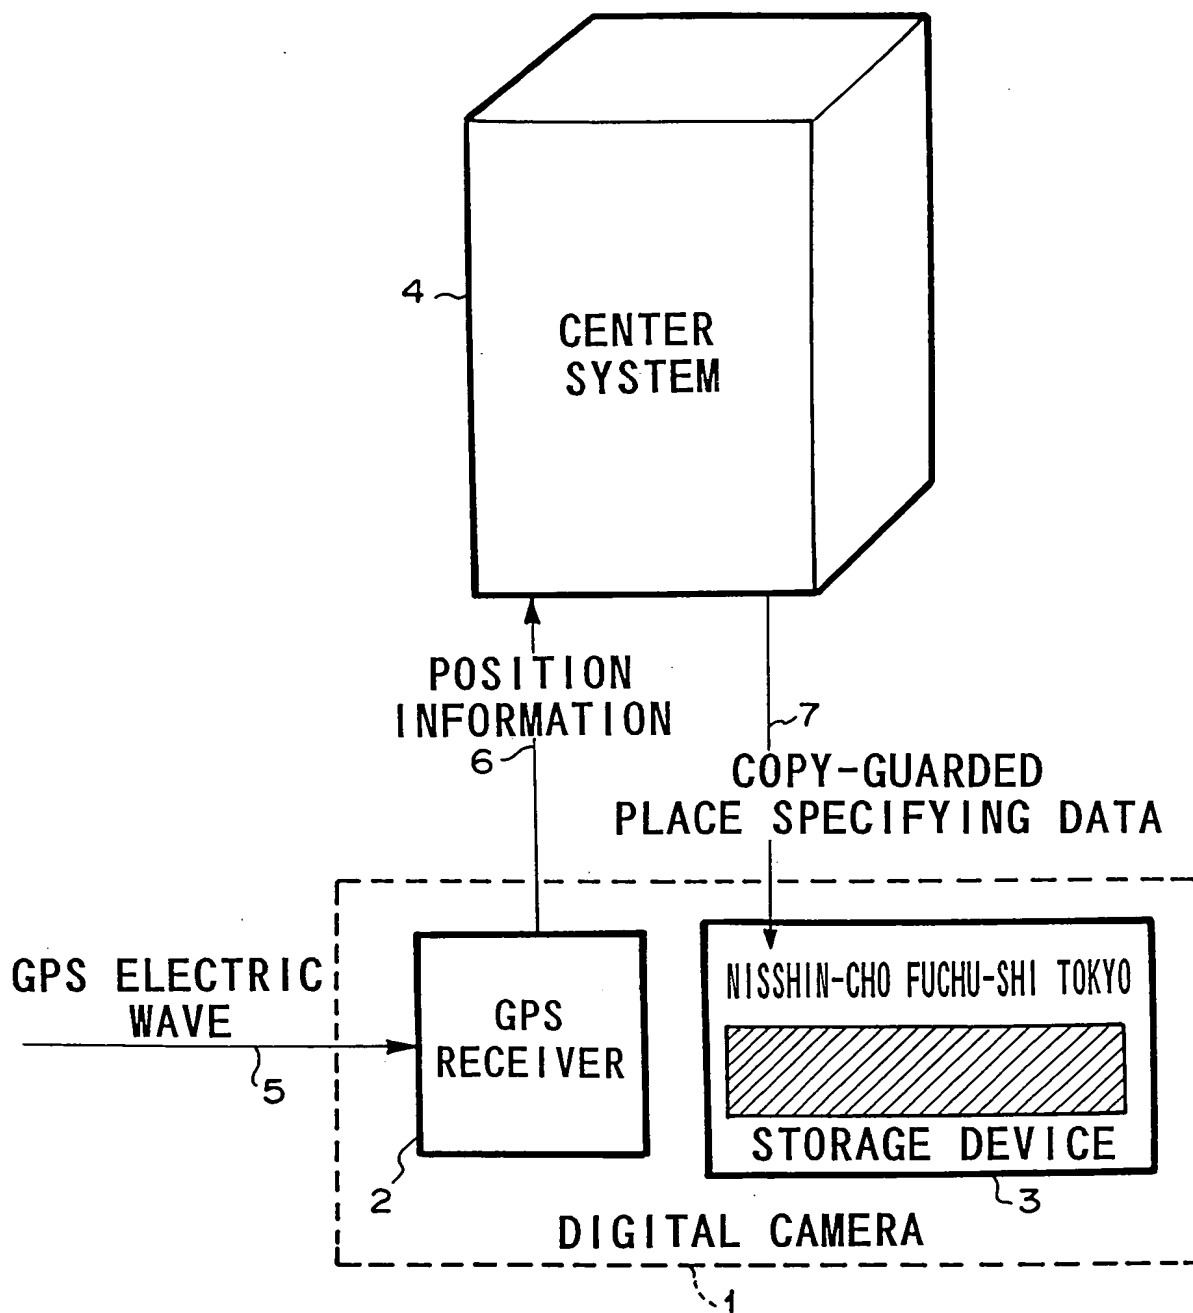 4
CENTER
SYSTEM
POSITION
INFORMATION
6
7
COPY-GUARDED
PLACE SPECIFYING DATA
GPS ELECTRIC
WAVE
5
GPS
RECEIVER
2
NISSHIN-CHO FUCHU-SHI TOKYO
STORAGE DEVICE
3
DIGITAL CAMERA
1